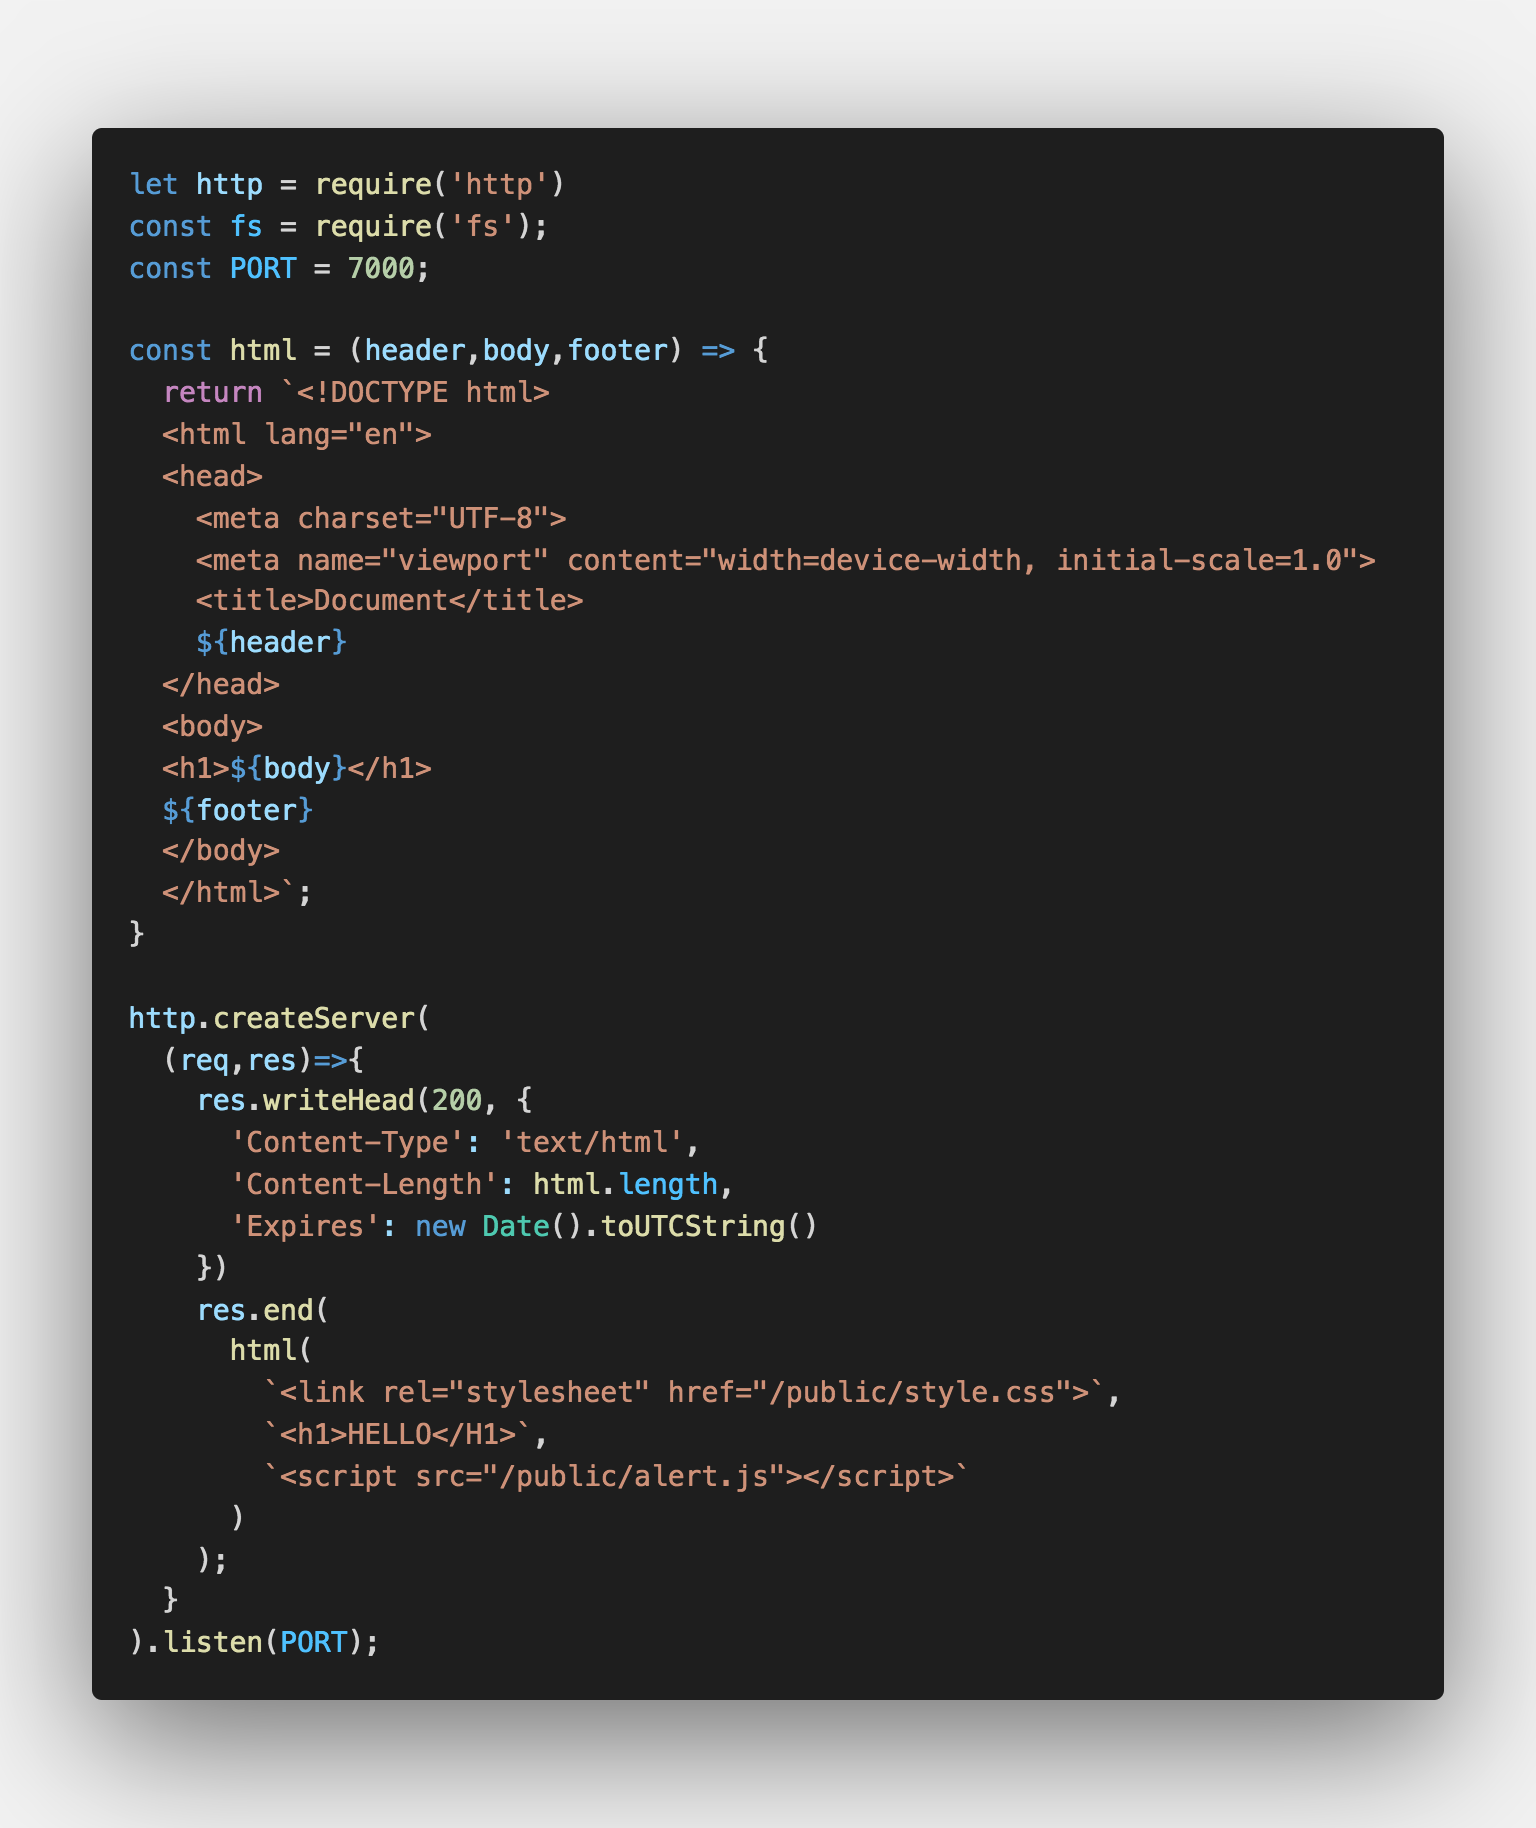 let http = require('http')
const fs = require('fs');
const PORT = 7000;

const html = (header,body,footer) => {
  return `<!DOCTYPE html>
  <html lang="en">
  <head>
    <meta charset="UTF-8">
    <meta name="viewport" content="width=device-width, initial-scale=1.0">
    <title>Document</title>
    ${header}
  </head>
  <body>
  <h1>${body}</h1>
  ${footer}
  </body>
  </html>`;
}

http.createServer(
  (req,res)=>{
    res.writeHead(200, {
      'Content-Type': 'text/html',
      'Content-Length': html.length,
      'Expires': new Date().toUTCString()
    })
    res.end(
      html(
        `<link rel="stylesheet" href="/public/style.css">`,
        `<h1>HELLO</H1>`,
        `<script src="/public/alert.js"></script>`
      )
    );
  }
).listen(PORT);